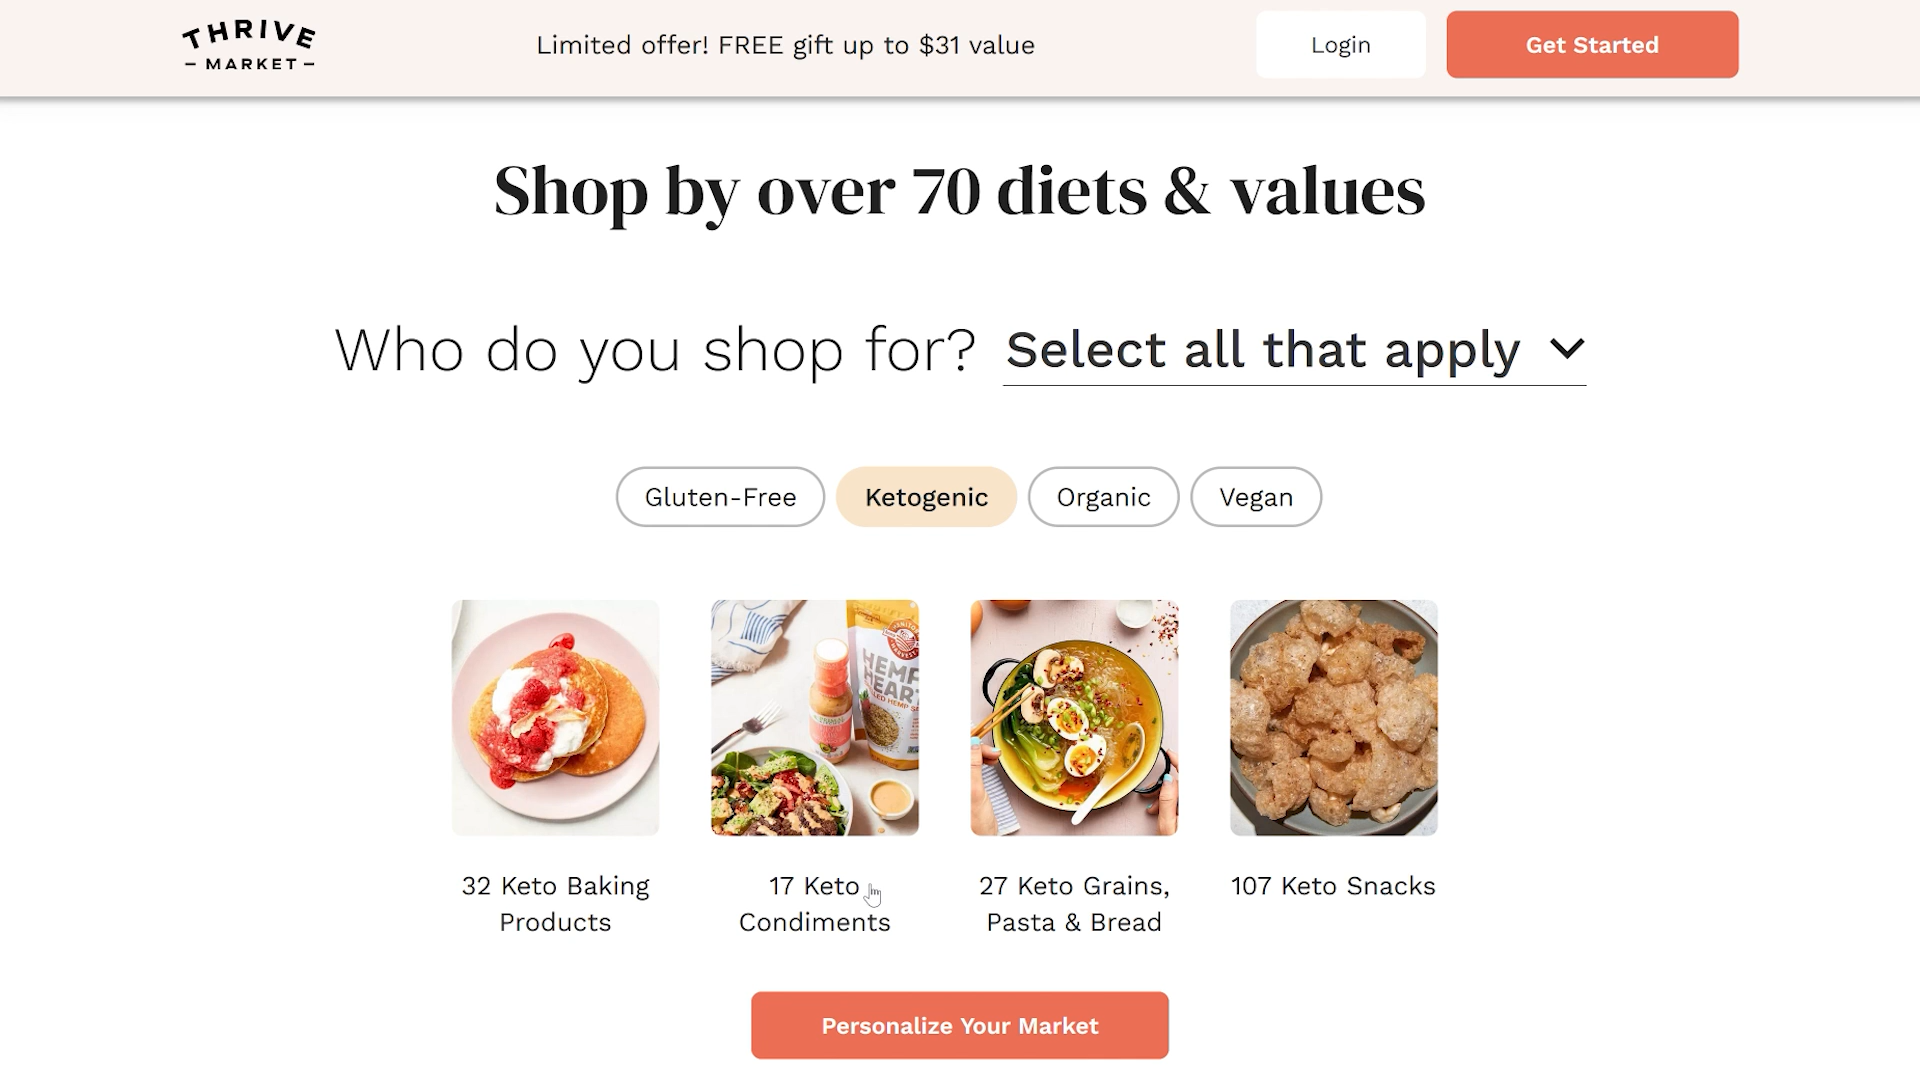 THRIVE
MARKET
Limited offer! FREE gift up to $31 value
Login
Get Started
Shop by over 70 diets & values
Who do you shop for? Select all that apply
Gluten-Free
Ketogenic
Organic
Vegan
HEMP
HEAR
32 Keto Baking
Products
17 Keto
Condiments
27 Keto Grains,
Pasta & Bread
107 Keto Snacks
Personalize Your Market